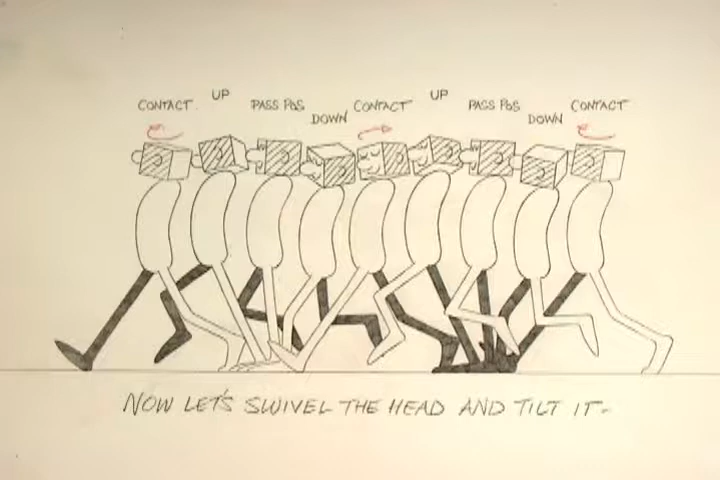 CONTACT UP PASS POS DOWN CONTACT UP PASS POS DOWN CONTACT
NOW LET'S SWIVEL THE HEAD AND TILT IT-